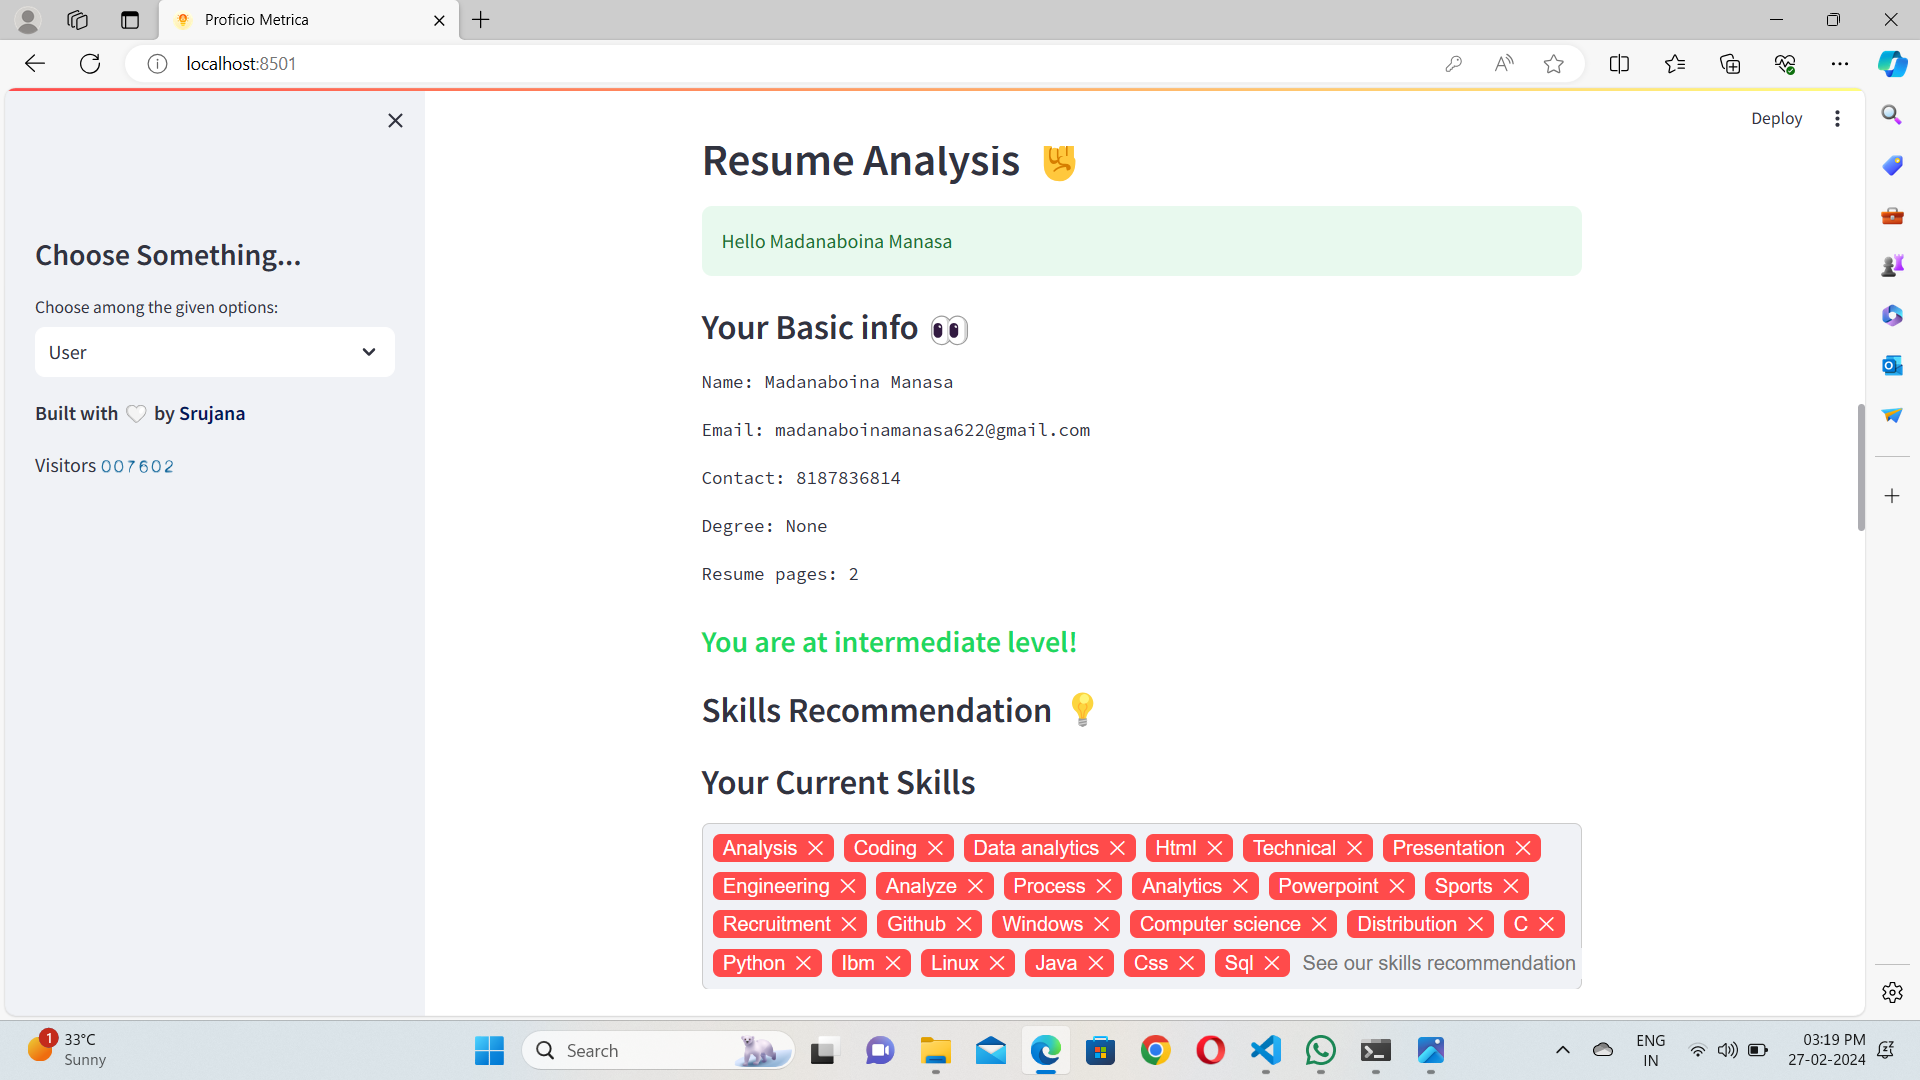 Proficio Metrica
localhost:8501
Deploy
Choose Something...
Choose among the given options:
User
Built with by Srujana
Visitors 007602
Resume Analysis
Hello Madanaboina Manasa
Your Basic info
Name: Madanaboina Manasa
Email: madanaboinamanasa622@gmail.com
Contact: 8187836814
Degree: None
Resume pages: 2
You are at intermediate level!
Skills Recommendation
Your Current Skills
Analysis Coding Data analytics Html Technical Presentation
Engineering Analyze Process Analytics Powerpoint Sports
Recruitment Github Windows Computer science Distribution C
Python Ibm Linux Java Css Sql See our skills recommendation
1
33°C
Sunny
Search
ENG
IN
03:19 PM
27-02-2024